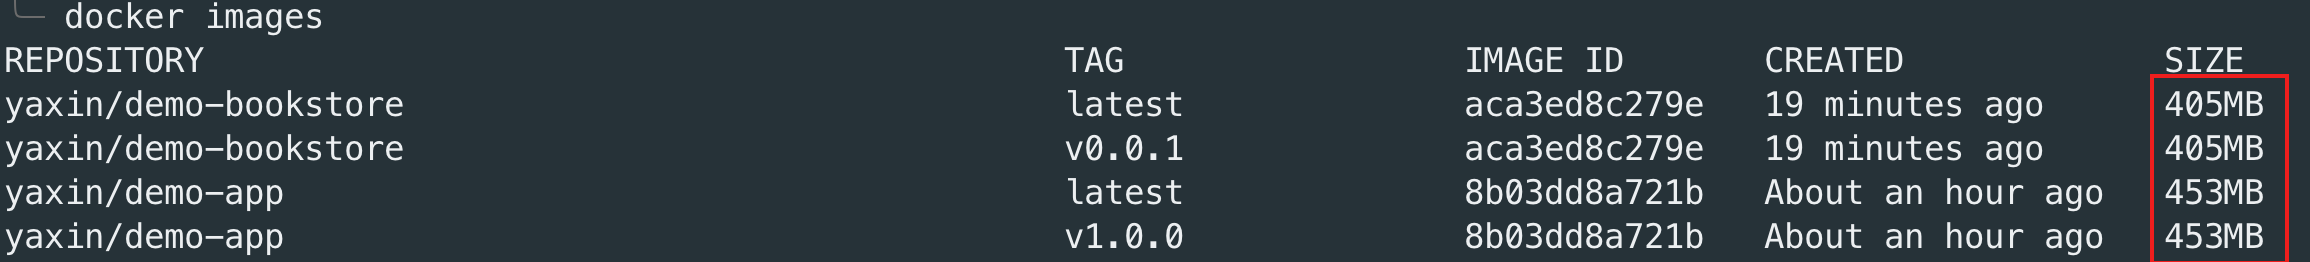 docker images
REPOSITORY TAG IMAGE ID CREATED SIZE
yaxin/demo-bookstore latest aca3ed8c279e 19 minutes ago 405MB
yaxin/demo-bookstore v0.0.1 aca3ed8c279e 19 minutes ago 405MB
yaxin/demo-app latest 8b03dd8a721b About an hour ago 453MB
yaxin/demo-app v1.0.0 8b03dd8a721b About an hour ago 453MB